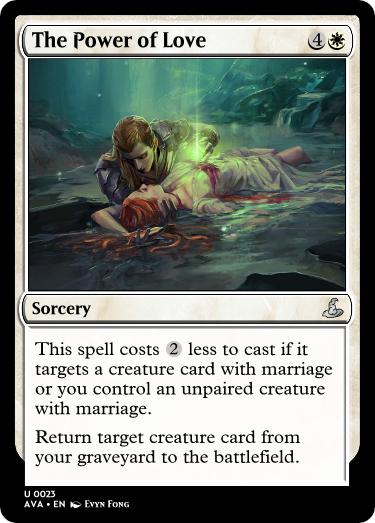 The Power of Love 4
Sorcery
This spell costs 2 less to cast if it
targets a creature card with marriage
or you control an unpaired creature
with marriage.
Return target creature card from
your graveyard to the battlefield.
U 0023
AVA • EN Evyn Fong